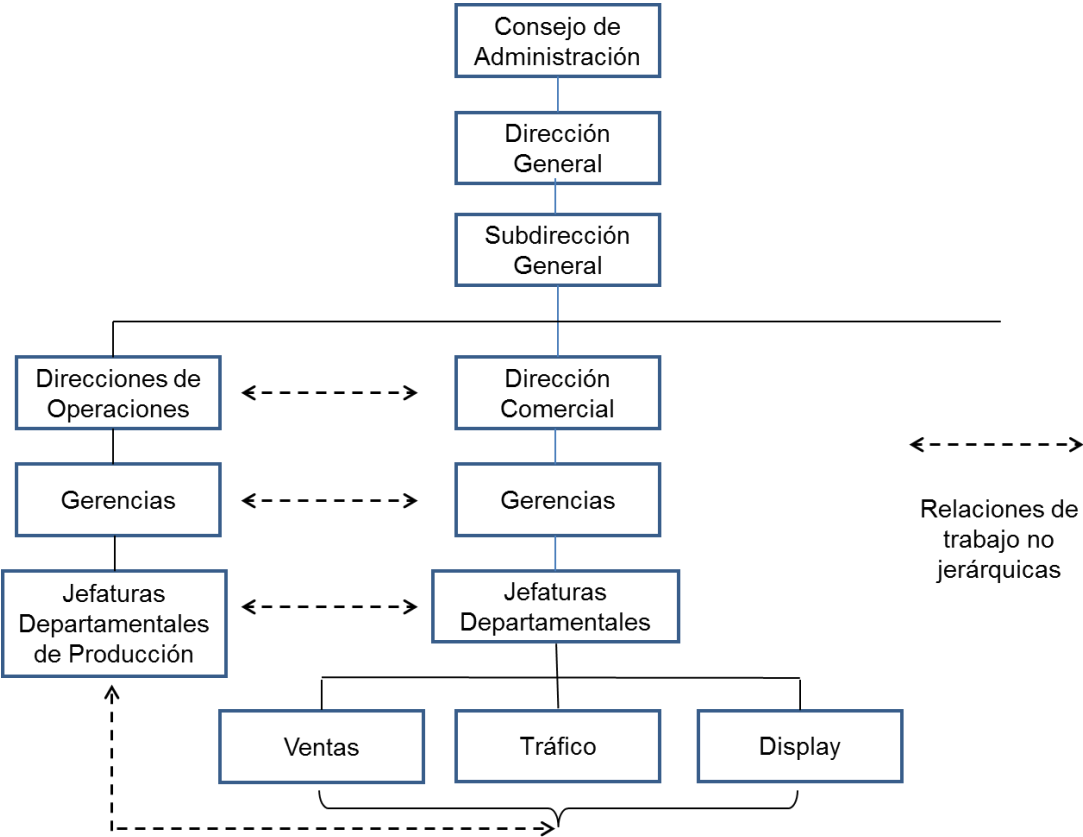 Consejo de
Administración
Dirección
General
Subdirección
General
Direcciones de
Operaciones
Dirección
Comercial
Gerencias
Gerencias
Relaciones de
trabajo no
jerárquicas
Jefaturas
Departamentales
de Producción
Jefaturas
Departamentales
Ventas
Tráfico
Display